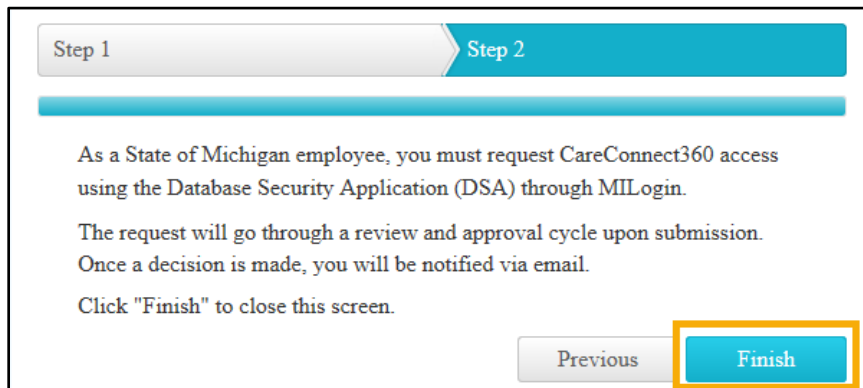 Step 1
Step 2
As a State of Michigan employee, you must request CareConnect360 access
using the Database Security Application (DSA) through MILogin.
The request will go through a review and approval cycle upon submission.
Once a decision is made, you will be notified via email.
Click "Finish" to close this screen.
Previous
Finish